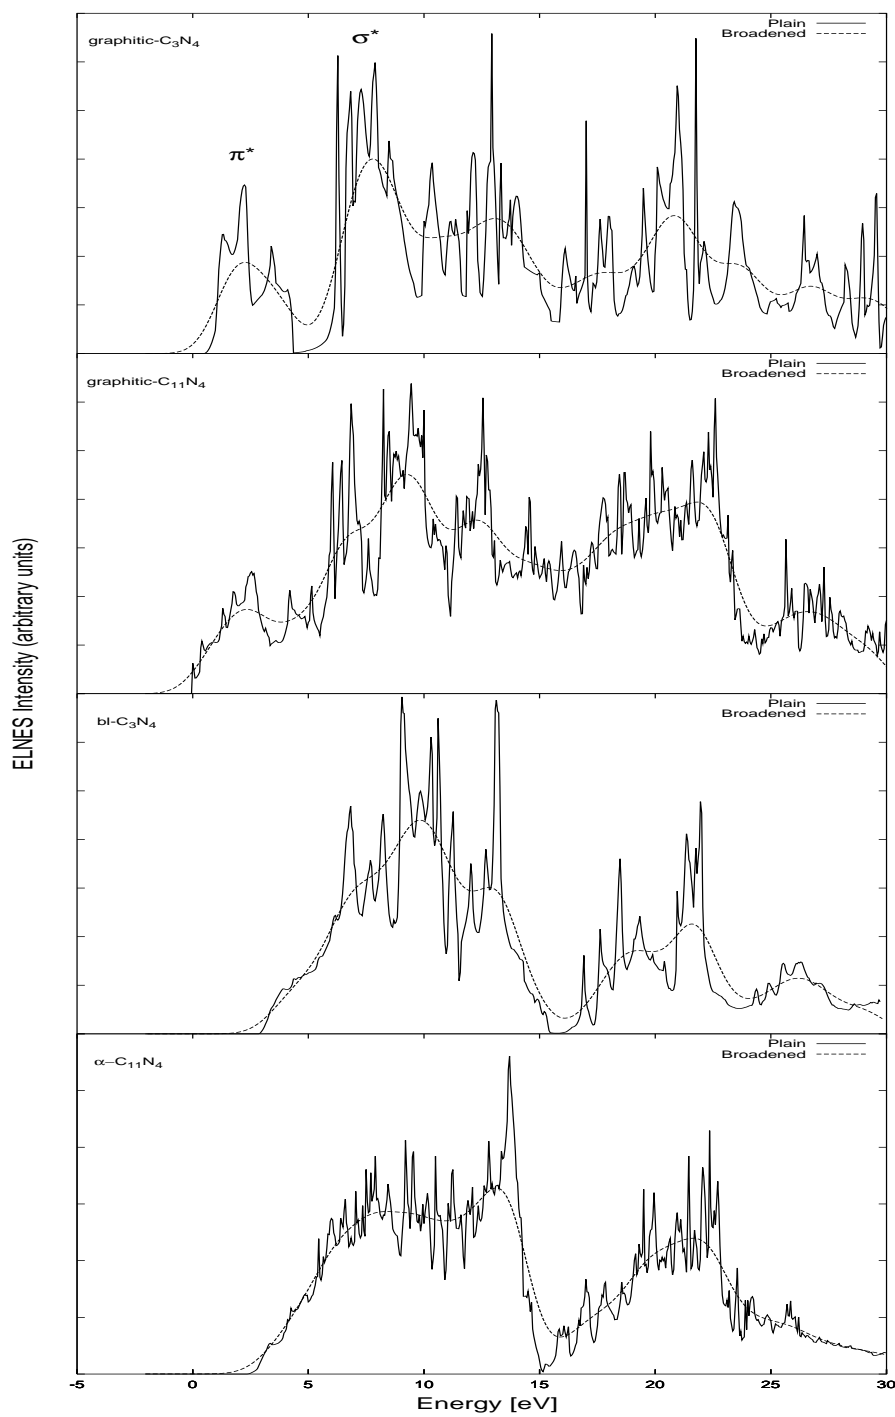 graphitic-C₃N₄
σ*
π*
Plain
Broadened
graphitic-C₁₁N₄
Plain
Broadened
ELNES Intensity (arbitrary units)
bl-C₃N₄
Plain
Broadened
α–C₁₁N₄
Plain
Broadened
-5 0 5 10 15 20 25 30
Energy [eV]